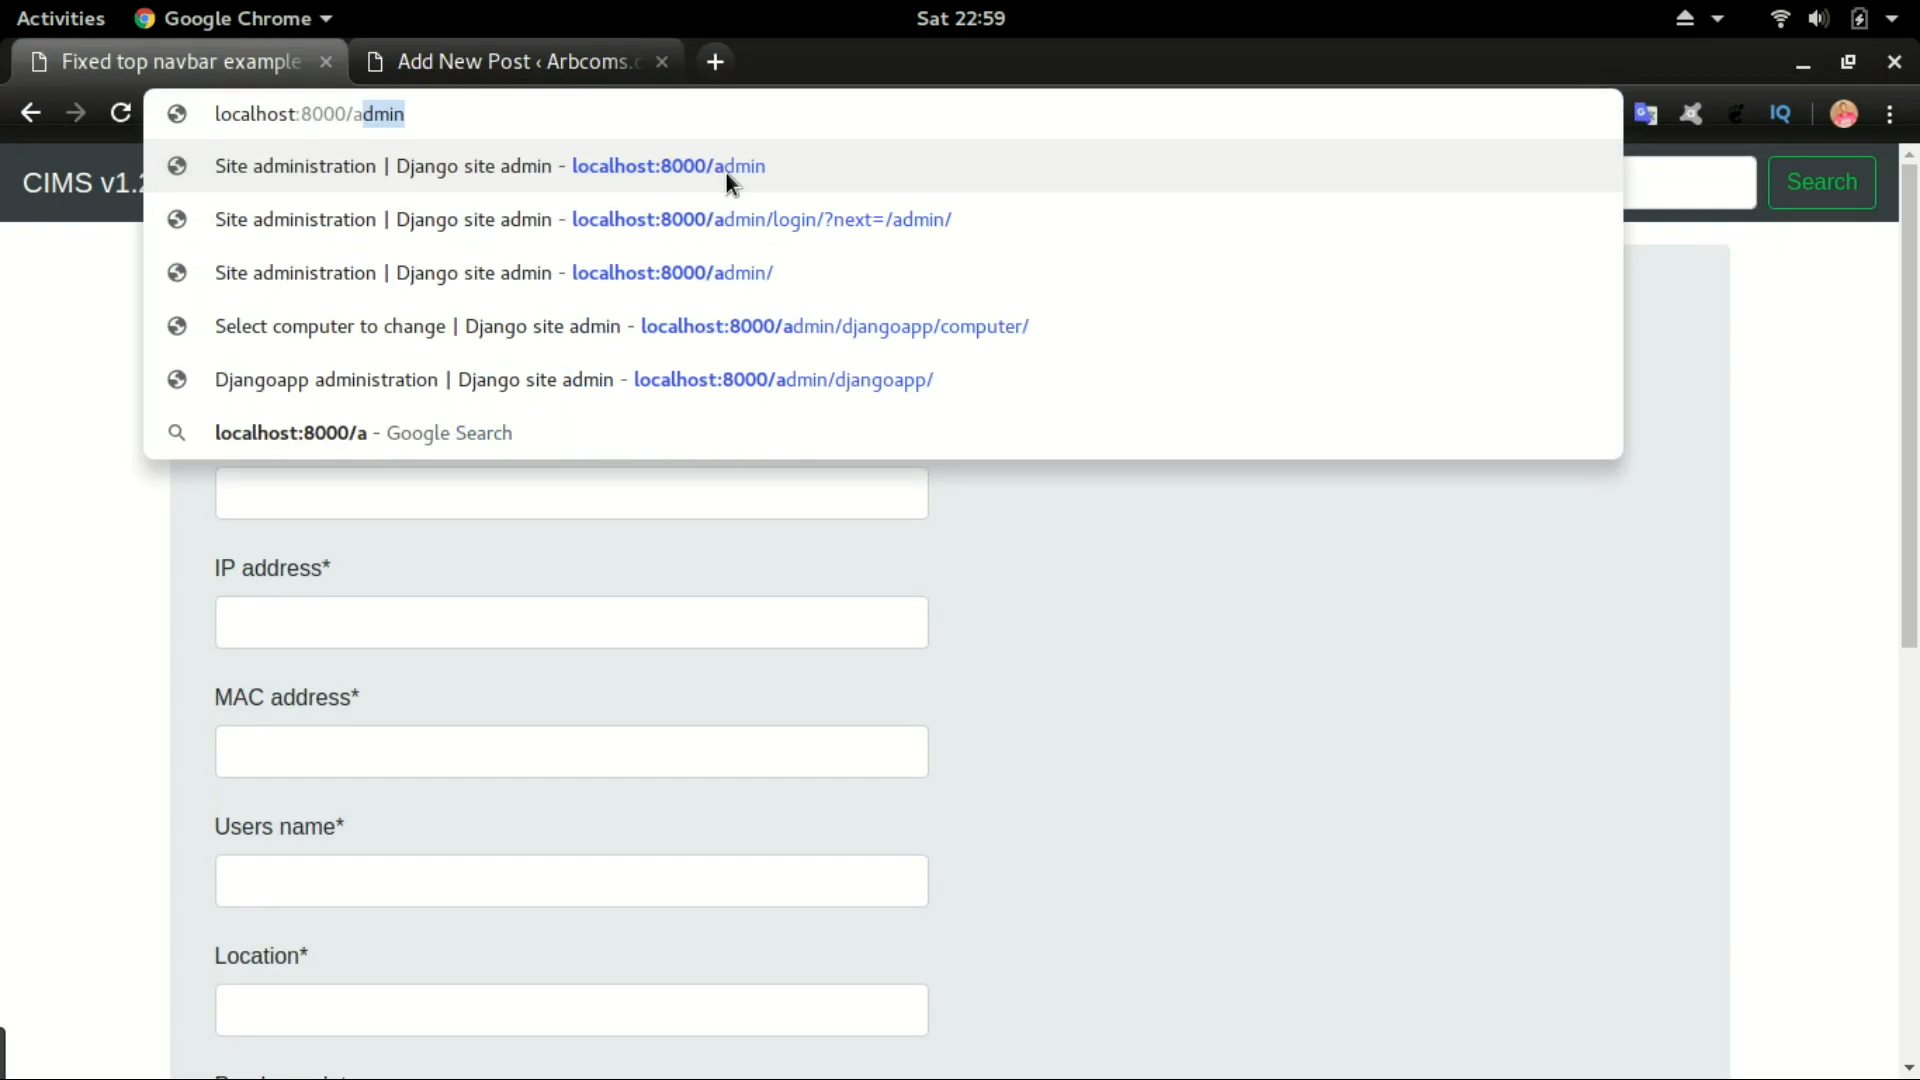 Activities Google Chrome Sat 22:59
Fixed top navbar example Add New Post ‹ Arbcoms.
localhost:8000/admin IQ
Site administration | Django site admin - localhost:8000/admin
CIMS v1. Search
Site administration | Django site admin - localhost:8000/admin/login/?next=/admin/
Site administration | Django site admin - localhost:8000/admin/
Select computer to change | Django site admin - localhost:8000/admin/djangoapp/computer/
Djangoapp administration | Django site admin - localhost:8000/admin/djangoapp/
localhost:8000/a - Google Search
IP address*
MAC address*
Users name*
Location*